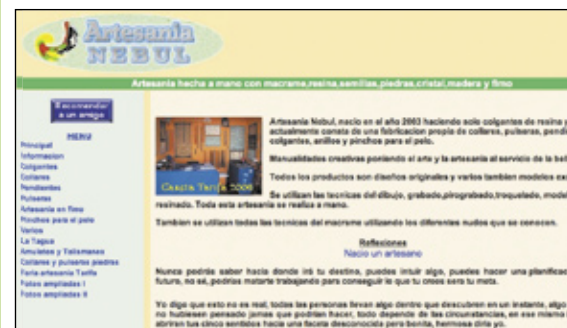 Artesania
NEBUL
Artesania hecha a mano con macrame,resina,semillas,piedras,cristal,madera y fimo
Recomendar
a un amigo
MENU
Principal
Informacion
Colgantes
Collares
Pendientes
Pulseras
Artesania en fimo
Pinchos para el pelo
Varios
La Tagua
Amuletos y Talismanes
Collares y pulseras piedras
Feria artesania Tarifa
Fotos ampliadas I
Fotos ampliadas II
Tarifa 2008
Artesania Nebul, nacio en el año 2003 haciendo solo colgantes de resina y
actualmente consta de una fabricacion propia de collares, pulseras, pendi
colgantes, anillos y pinchos para el pelo.
Manualidades creativas poniendo el arte y la artesania al servicio de la bel
Todos los productos son diseños originales y varios tambien modelos exc
Se utilizan las tecnicas del dibujo, grabado,pirograbado,troquelado, model
resinado. Toda esta artesania se realiza a mano.
Tambien se utilizan todas las tecnicas del macrame utilizando los diferentes nudos que se conocen.
Reflexiones
Nacio un artesano
Nunca podrás saber hacia donde irá tu destino, puedes intuir algo, puedes hacer una planificac
futuro, no sé, podrias matarte trabajando para conseguir lo que tu crees sera tu meta.
Yo digo que esto no es real, todas las personas llevan algo dentro que descubren en un instante, algo
no hubiesen pensado jamas que podrian hacer, todo depende de las circunstancias, en ese mismo i
abriran tus cinco sentidos hacia una faceta desconocida pero bonita, hermosa diria yo.